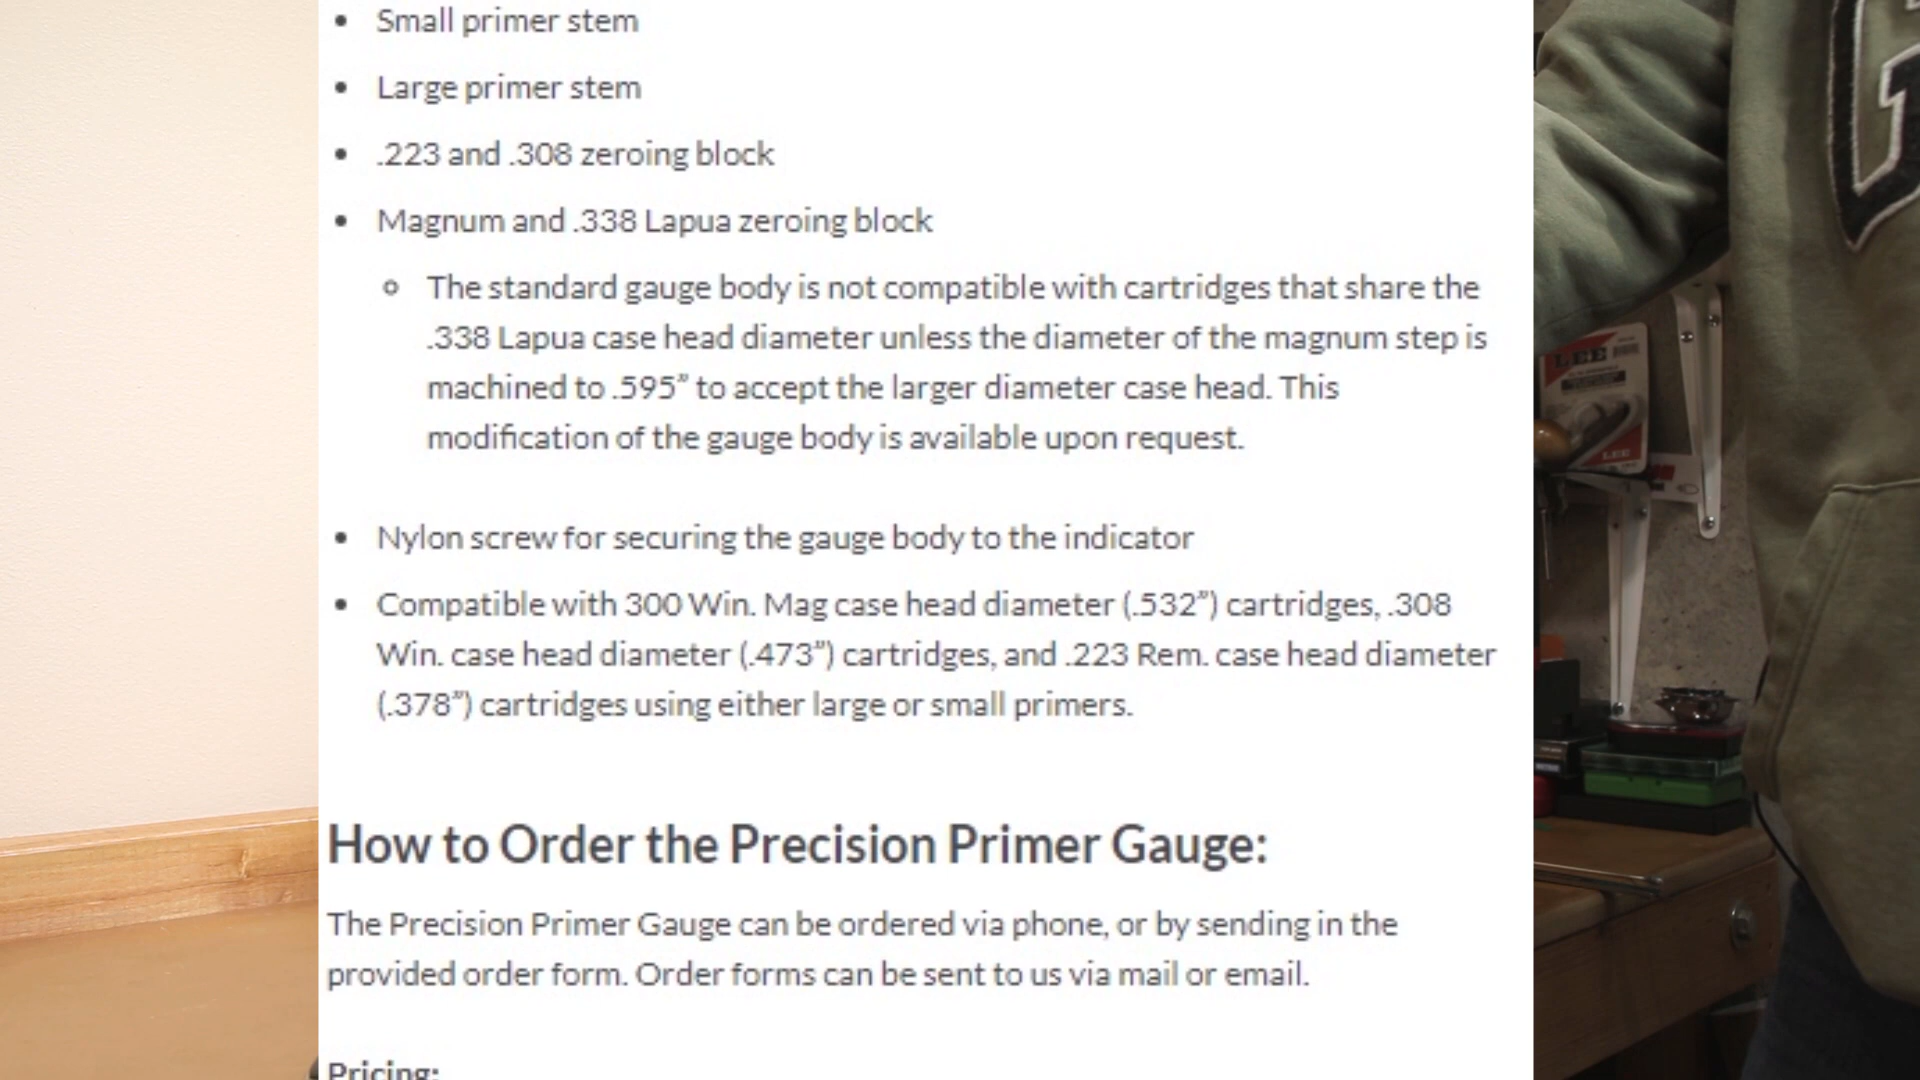 Small primer stem
Large primer stem
.223 and .308 zeroing block
Magnum and .338 Lapua zeroing block
The standard gauge body is not compatible with cartridges that share the
.338 Lapua case head diameter unless the diameter of the magnum step is
machined to .595” to accept the larger diameter case head. This
modification of the gauge body is available upon request.
Nylon screw for securing the gauge body to the indicator
Compatible with 300 Win. Mag case head diameter (.532”) cartridges, .308
Win. case head diameter (.473”) cartridges, and .223 Rem. case head diameter
(.378”) cartridges using either large or small primers.
How to Order the Precision Primer Gauge:
The Precision Primer Gauge can be ordered via phone, or by sending in the
provided order form. Order forms can be sent to us via mail or email.
Pricing:
LEE
LEE